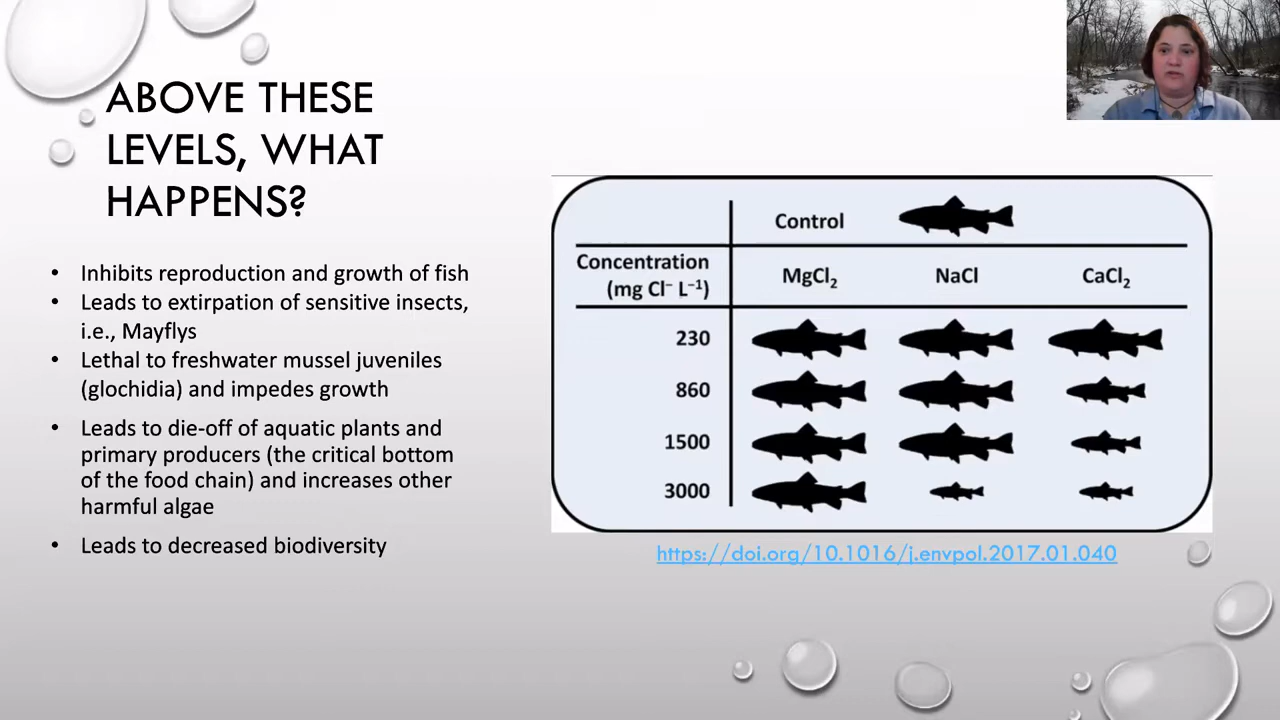 ABOVE THESE
LEVELS, WHAT
HAPPENS?
• Inhibits reproduction and growth of fish
• Leads to extirpation of sensitive insects,
i.e., Mayflys
• Lethal to freshwater mussel juveniles
(glochidia) and impedes growth
• Leads to die-off of aquatic plants and
primary producers (the critical bottom
of the food chain) and increases other
harmful algae
• Leads to decreased biodiversity
Control
Concentration
(mg Cl⁻ L⁻¹)
MgCl₂ NaCl CaCl₂
230
860
1500
3000
https://doi.org/10.1016/j.envpol.2017.01.040